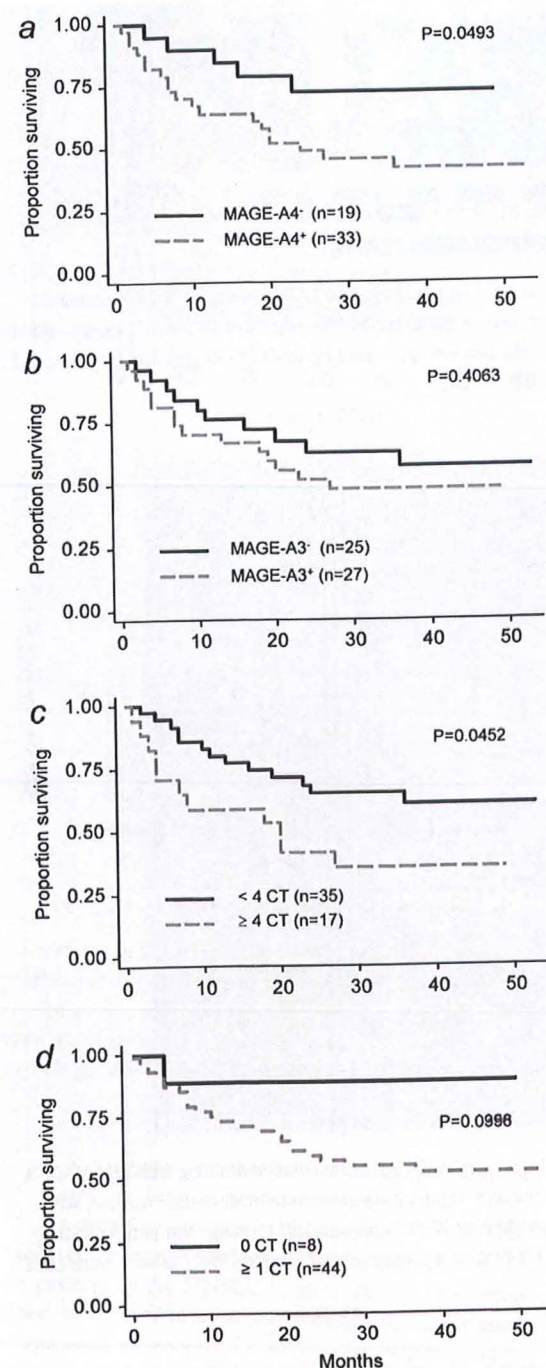 a
P=0.0493
Proportion surviving
1.00
0.75
0.50
0.25
0.00
MAGE-A4⁻ (n=19)
MAGE-A4⁺ (n=33)
0 10 20 30 40 50
b
P=0.4063
Proportion surviving
1.00
0.75
0.50
0.25
0.00
MAGE-A3⁻ (n=25)
MAGE-A3⁺ (n=27)
0 10 20 30 40 50
c
P=0.0452
Proportion surviving
1.00
0.75
0.50
0.25
0.00
< 4 CT (n=35)
≥ 4 CT (n=17)
0 10 20 30 40 50
d
P=0.0996
Proportion surviving
1.00
0.75
0.50
0.25
0.00
CT (n=8)
≥ 1 CT (n=44)
0 10 20 30 40 50
Months